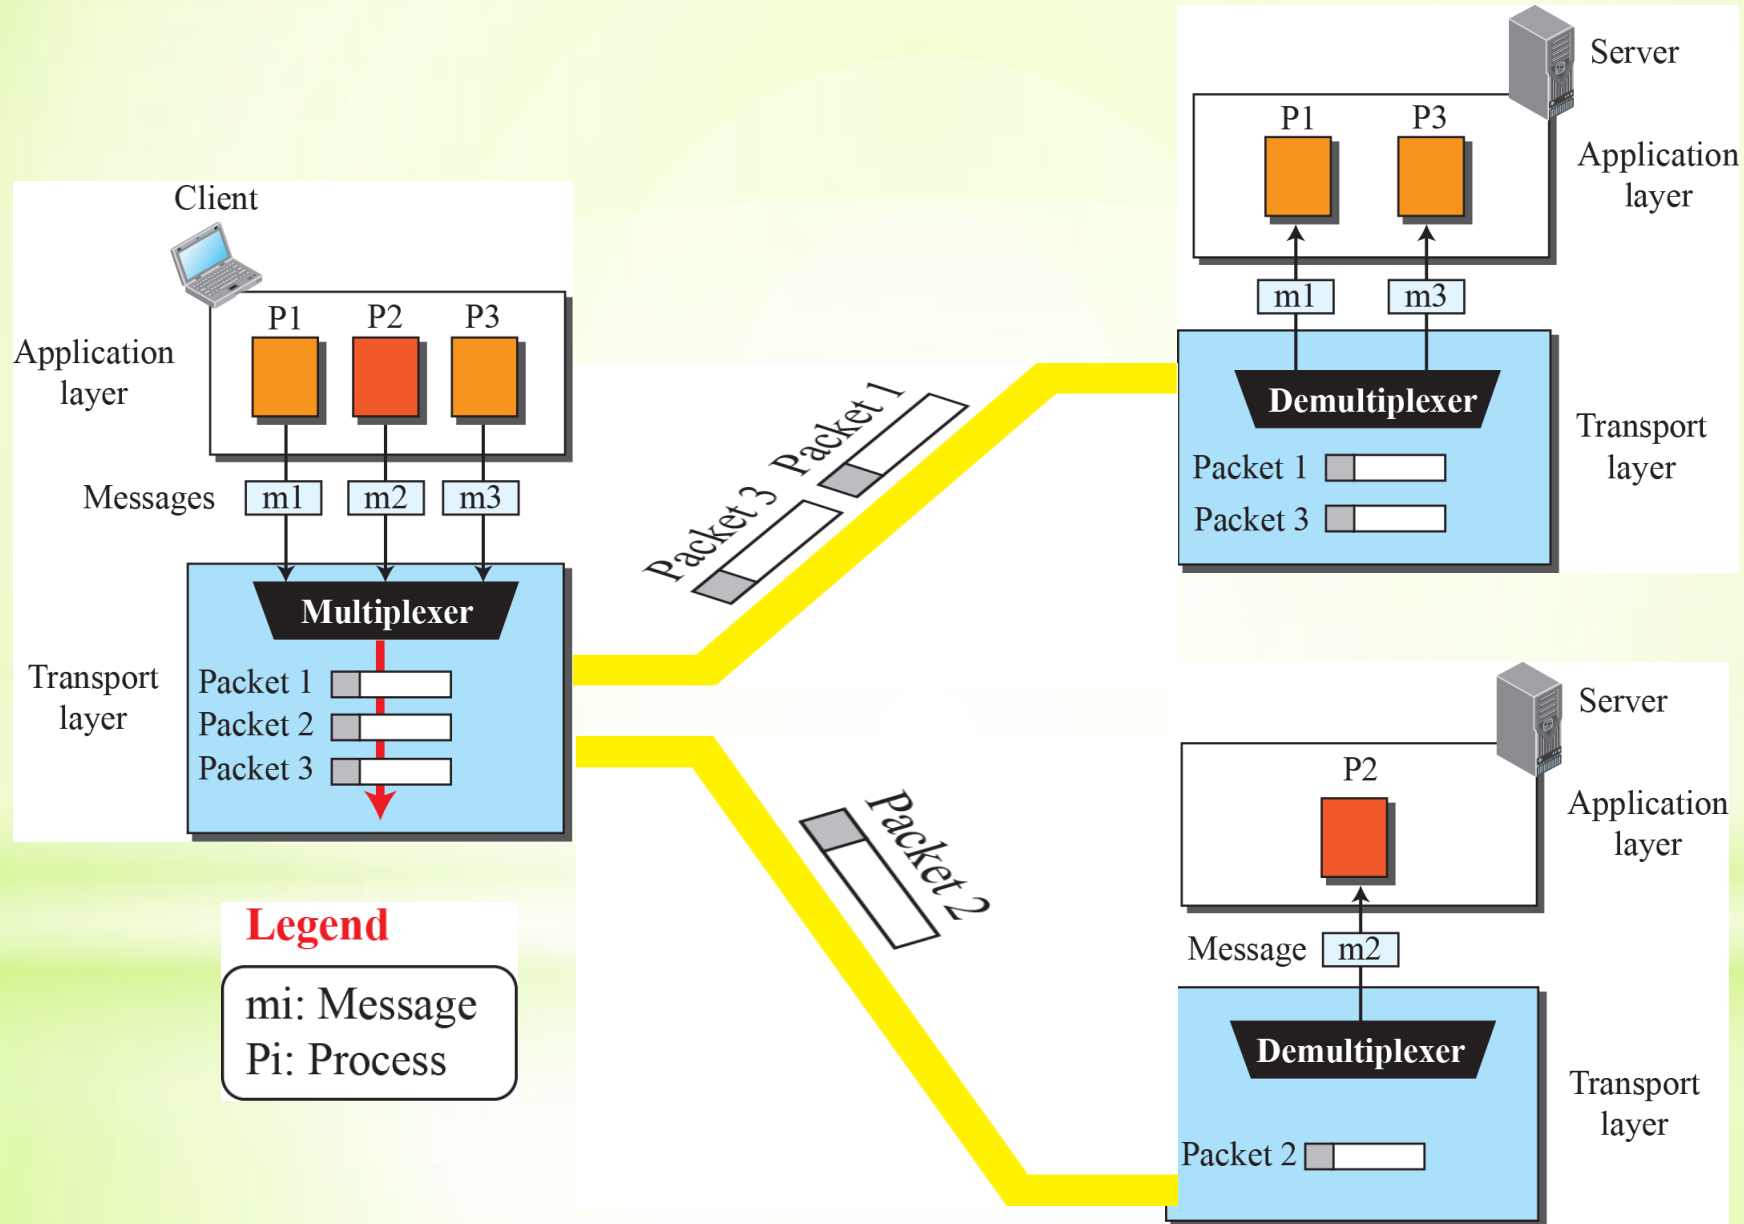 Client
Application
layer
P1
P2
P3
Messages
m1
m2
m3
Multiplexer
Transport
layer
Packet 1
Packet 2
Packet 3
Legend
mi: Message
Pi: Process
Packet 3
Packet 1
Packet 2
Server
P1
P3
Application
layer
m1
m3
Demultiplexer
Packet 1
Packet 3
Transport
layer
Server
P2
Application
layer
Message
m2
Demultiplexer
Transport
layer
Packet 2